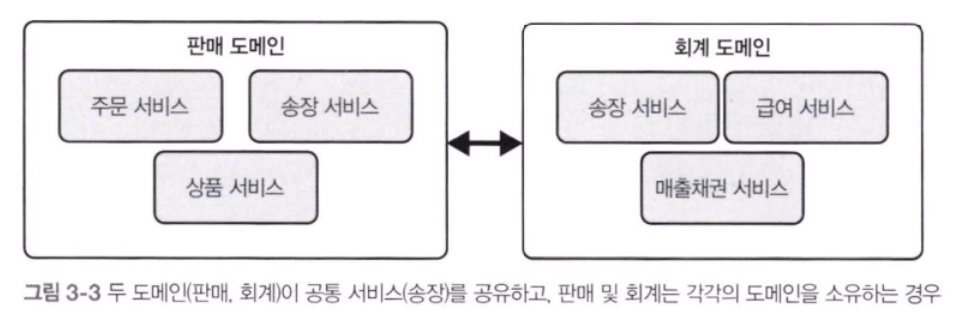 판매 도메인
주문 서비스
송장 서비스
상품 서비스
회계 도메인
송장 서비스
급여 서비스
매출채권 서비스
그림 3-3 두 도메인(판매, 회계)이 공통 서비스(송장)를 공유하고, 판매 및 회계는 각각의 도메인을 소유하는 경우